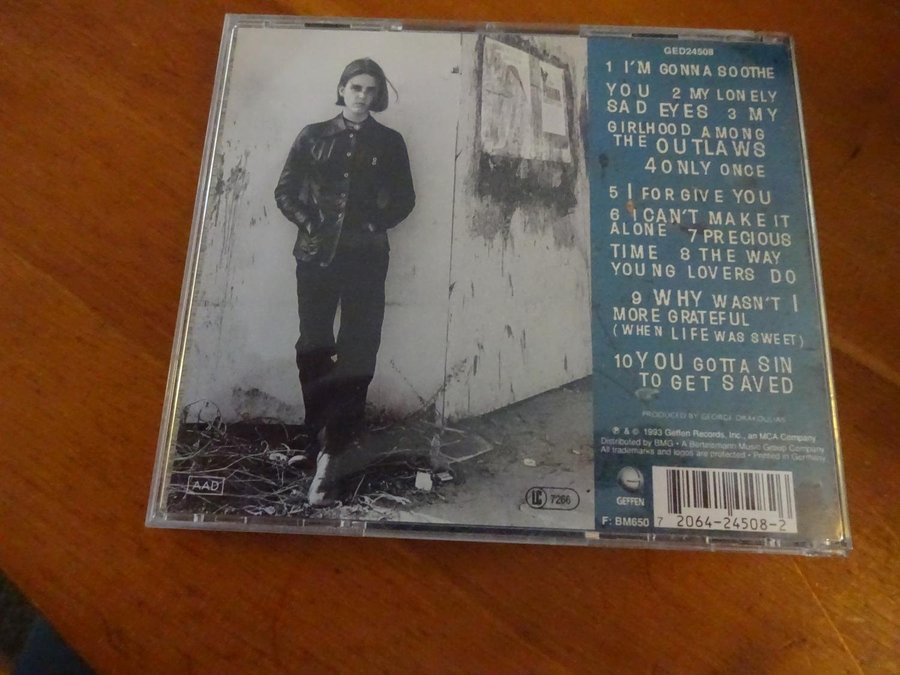 GED24508
1 I'M GONNA SOOTHE
YOU 2 MY LONELY
SAD EYES 3 MY
GIRLHOOD AMONG
THE OUTLAWS
4 ONLY ONCE
5 I FORGIVE YOU
6 I CAN'T MAKE IT
ALONE 7 PRECIOUS
TIME 8 THE WAY
YOUNG LOVERS DO
9 WHY WASN'T I
MORE GRATEFUL
(WHEN LIFE WAS SWEET)
10 YOU GOTTA SIN
TO GET SAVED
PRODUCED BY GEORGE DRAKOULIAS
℗ & © 1993 Geffen Records, Inc., an MCA Company
Distributed by BMG • A Bertelsmann Music Group Company
All trademarks and logos are protected • Printed in Germany
AAD
LC 7266
GEFFEN
F: BM650
7 2064-24508-2